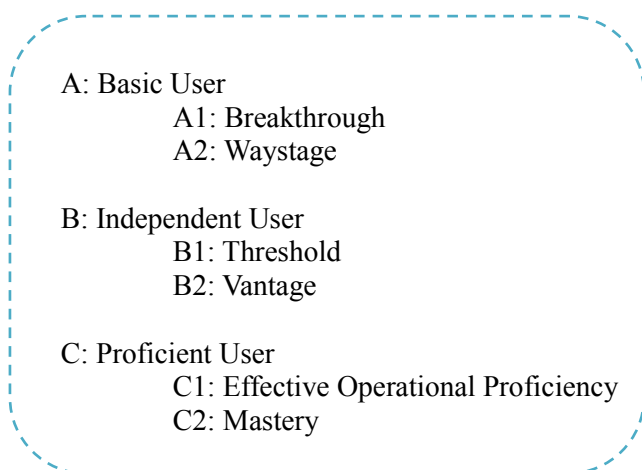 A: Basic User
A1: Breakthrough
A2: Waystage
B: Independent User
B1: Threshold
B2: Vantage
C: Proficient User
C1: Effective Operational Proficiency
C2: Mastery